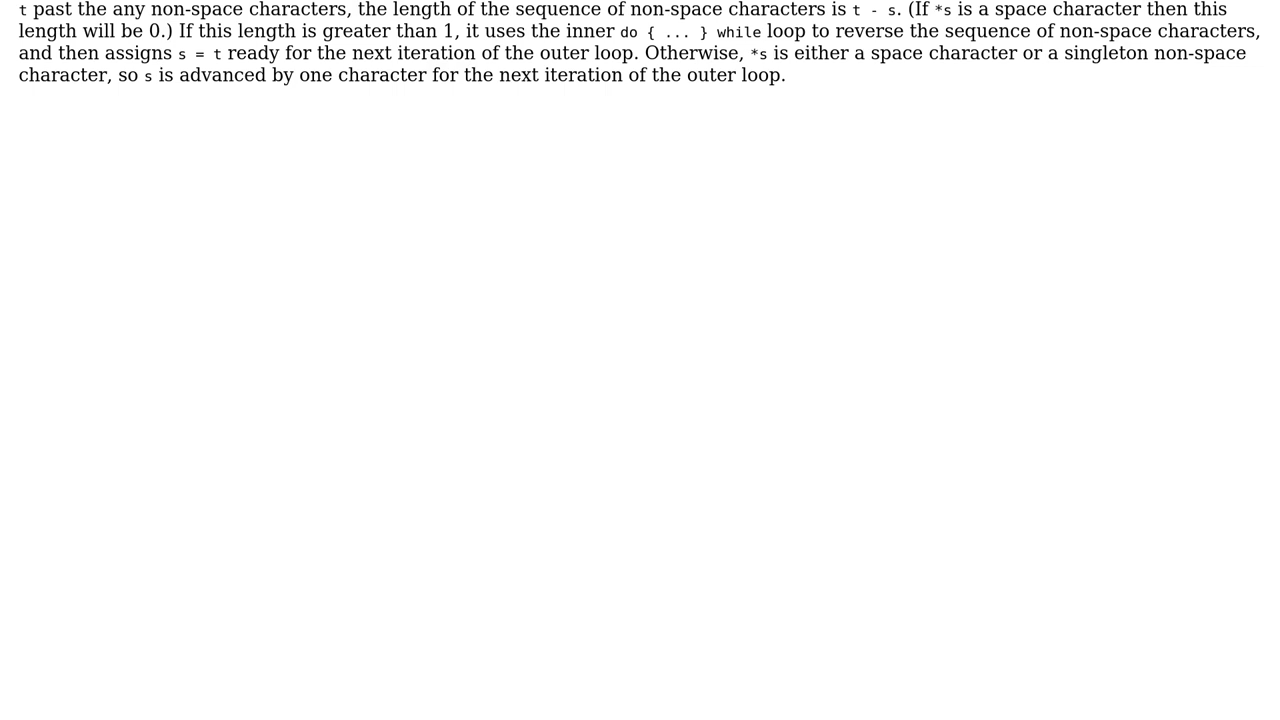 t past the any non-space characters, the length of the sequence of non-space characters is t - s. (If *s is a space character then this
length will be 0.) If this length is greater than 1, it uses the inner do { ... } while loop to reverse the sequence of non-space characters,
and then assigns s = t ready for the next iteration of the outer loop. Otherwise, *s is either a space character or a singleton non-space
character, so s is advanced by one character for the next iteration of the outer loop.